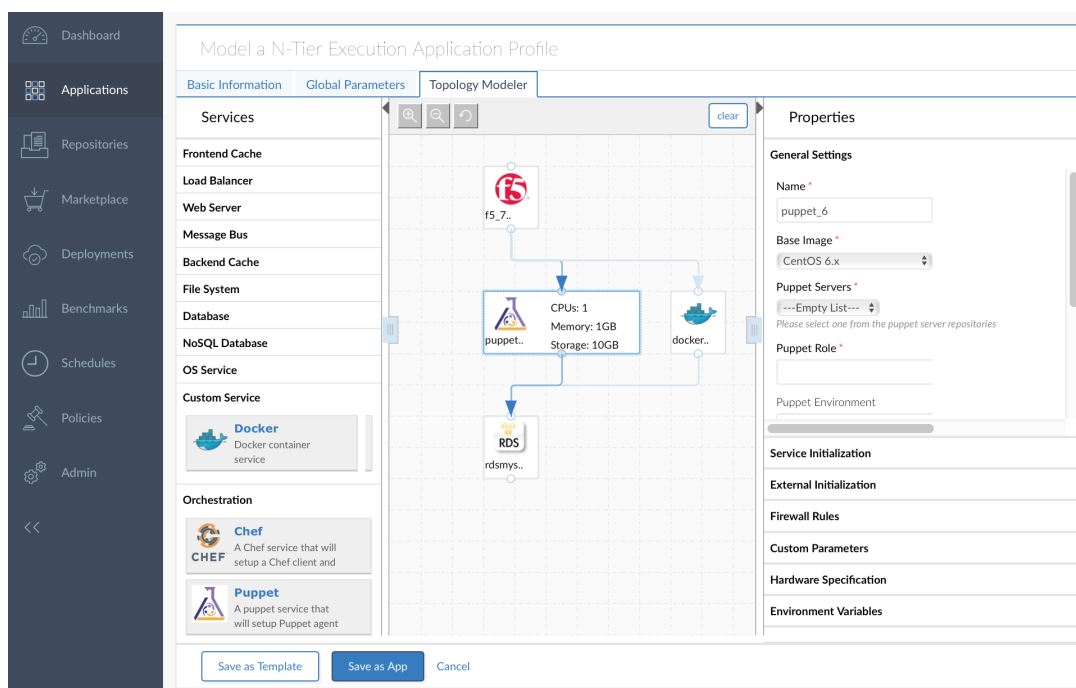 Dashboard
Applications
Repositories
Marketplace
Deployments
Benchmarks
Schedules
Policies
Admin
<<
Model a N-Tier Execution Application Profile
Basic Information
Global Parameters
Topology Modeler
Services
Frontend Cache
Load Balancer
Web Server
Message Bus
Backend Cache
File System
Database
NoSQL Database
OS Service
Custom Service
Docker
Docker container
service
Orchestration
CHEF
Chef
A Chef service that will
setup a Chef client and
Puppet
A puppet service that
will setup Puppet agent
clear
f5
f5_7..
puppet..
CPUs: 1
Memory: 1GB
Storage: 10GB
docker..
RDS
rdsmys..
Properties
General Settings
Name *
puppet_6
Base Image *
CentOS 6.x
Puppet Servers *
---Empty List---
Please select one from the puppet server repositories
Puppet Role *
Puppet Environment
Service Initialization
External Initialization
Firewall Rules
Custom Parameters
Hardware Specification
Environment Variables
Save as Template
Save as App
Cancel